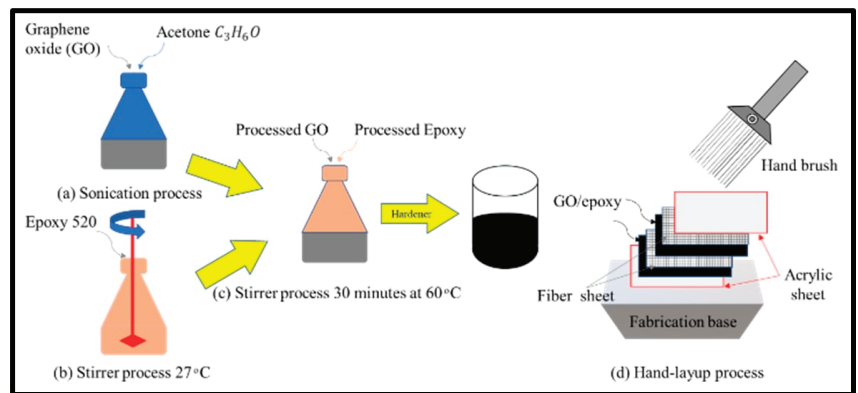 Graphene
oxide (GO)
Acetone C₃H₆O
(a) Sonication process
Epoxy 520
(b) Stirrer process 27°C
Processed GO
Processed Epoxy
(c) Stirrer process 30 minutes at 60°C
Hardener
Hand brush
GO/epoxy
Fiber sheet
Acrylic
sheet
Fabrication base
(d) Hand-layup process